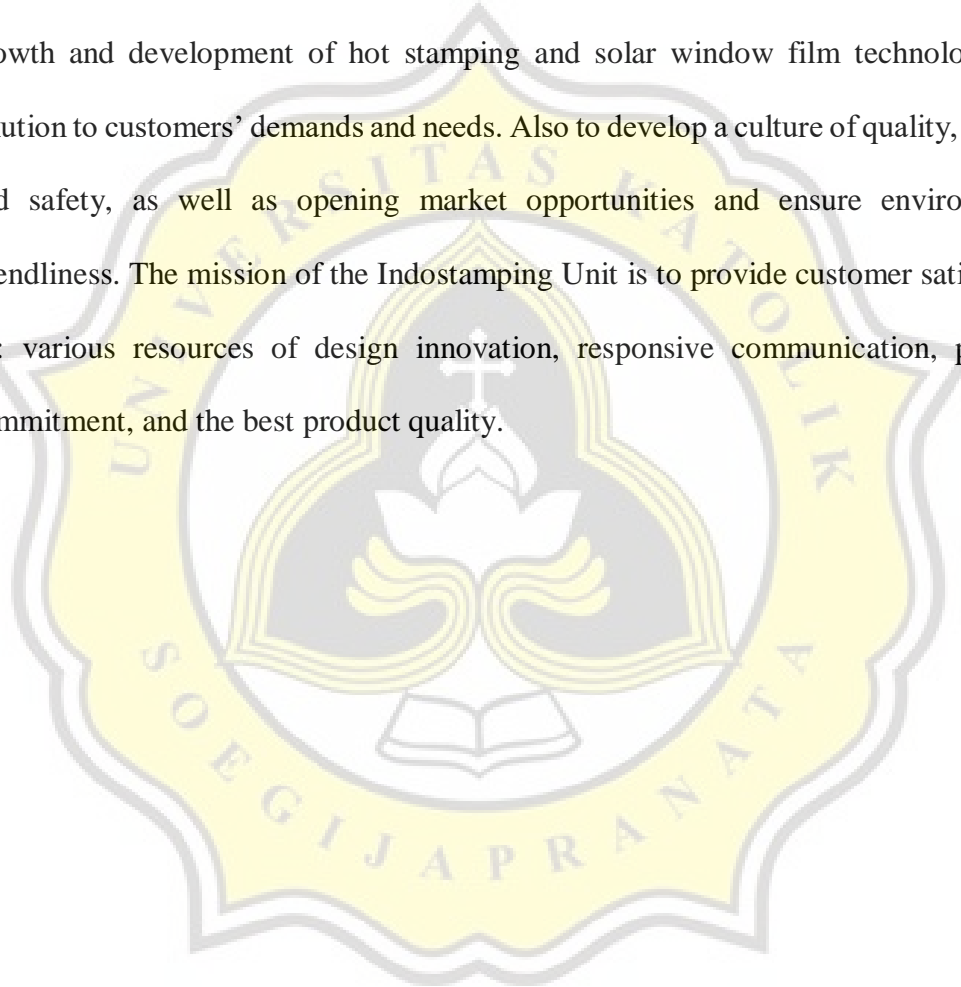 owth and development of hot stamping and solar window film technolo
ution to customers’ demands and needs. Also to develop a culture of quality,
d safety, as well as opening market opportunities and ensure enviro
endliness. The mission of the Indostamping Unit is to provide customer sati
: various resources of design innovation, responsive communication, p
mmitment, and the best product quality.
UNIVERSITAS KATOLIK
SOEGIJAPRANATA